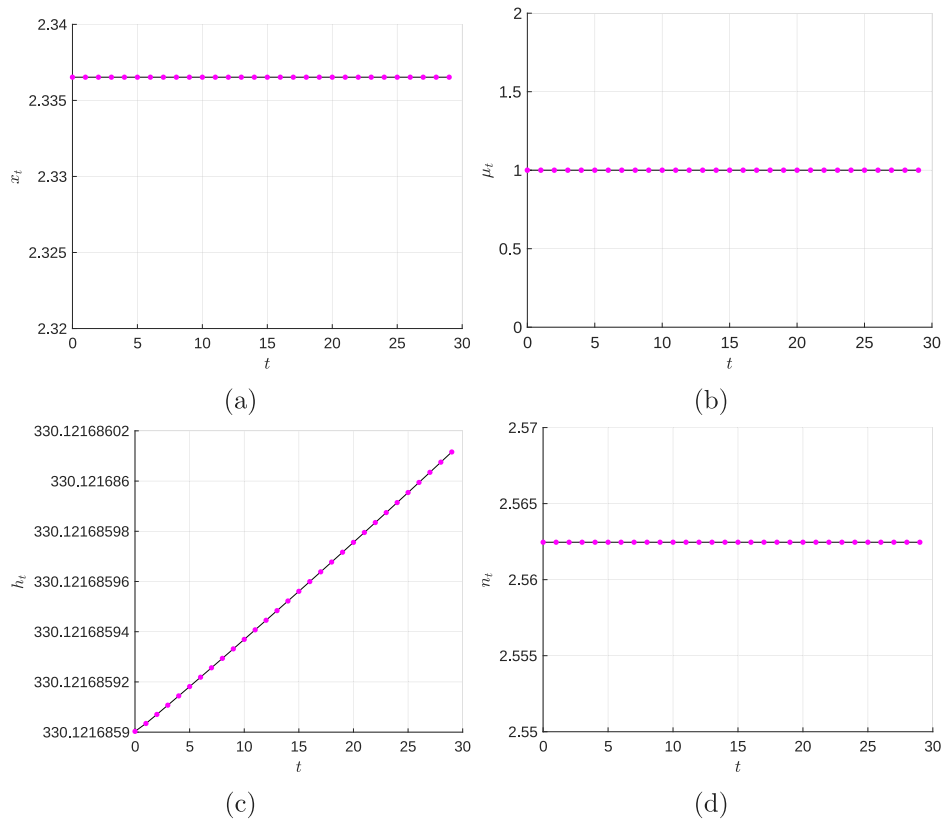 2.34
2.335
2.33
2.325
2.32
x_t
0 5 10 15 20 25 30
t
(a)
2
1.5
1
0.5
0
μ_t
0 5 10 15 20 25 30
t
(b)
330.12168602
330.121686
330.12168598
330.12168596
330.12168594
330.12168592
330.1216859
h_t
0 5 10 15 20 25 30
t
(c)
2.57
2.565
2.56
2.555
2.55
n_t
0 5 10 15 20 25 30
t
(d)